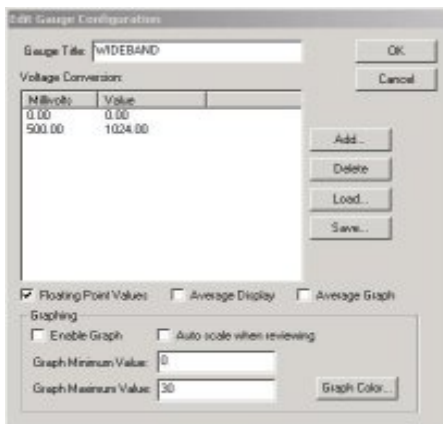 Edit Gauge Configuration
Gauge Title: WIDEBAND
OK
Voltage Conversion:
Cancel
Millivolts Value
0.00 0.00
500.00 1024.00
Add...
Delete
Load...
Save...
Floating Point Values Average Display Average Graph
Graphing
Enable Graph Auto scale when reviewing
Graph Minimum Value: 0
Graph Maximum Value: 30
Graph Color...